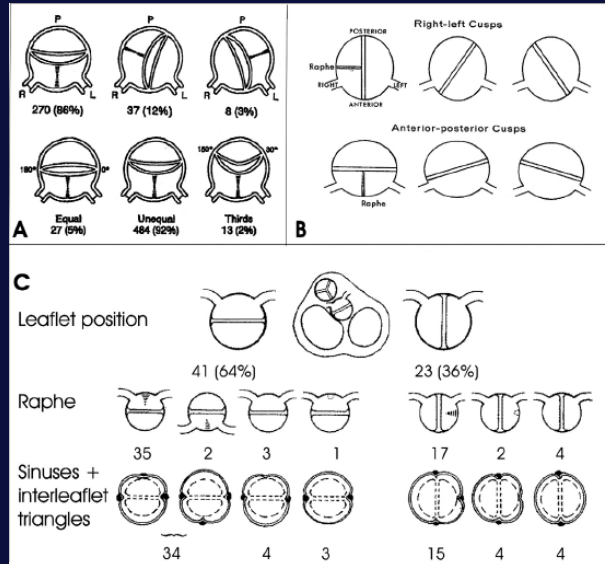 P P P
R L R L R L
270 (86%) 37 (12%) 8 (3%)
180° 0° 150° 30°
Equal Unequal Thirds
27 (5%) 484 (92%) 13 (2%)
A
Right-left Cusps
POSTERIOR
Raphe
RIGHT LEFT
ANTERIOR
Anterior-posterior Cusps
Raphe
B
C
Leaflet position
41 (64%) 23 (36%)
Raphe
35 2 3 1 17 2 4
Sinuses +
interleaflet
triangles
34 4 3 15 4 4